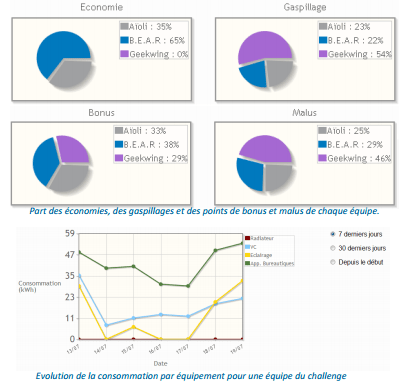 Economie
Gaspillage
Aïoli : 35%
B.E.A.R : 65%
Geekwing : 0%
Aïoli : 23%
B.E.A.R : 22%
Geekwing : 54%
Bonus
Malus
Aïoli : 33%
B.E.A.R : 38%
Geekwing : 29%
Aïoli : 25%
B.E.A.R : 29%
Geekwing : 46%
Part des économies, des gaspillages et des points de bonus et malus de chaque équipe.
59
47
35
23
11
0
Consommation
(kWh)
Radiateur
VC
Eclairage
App. Bureautiques
13/07
14/07
15/07
16/07
17/07
18/07
19/07
Date
7 derniers jours
30 derniers jours
Depuis le début
Evolution de la consommation par équipement pour une équipe du challenge